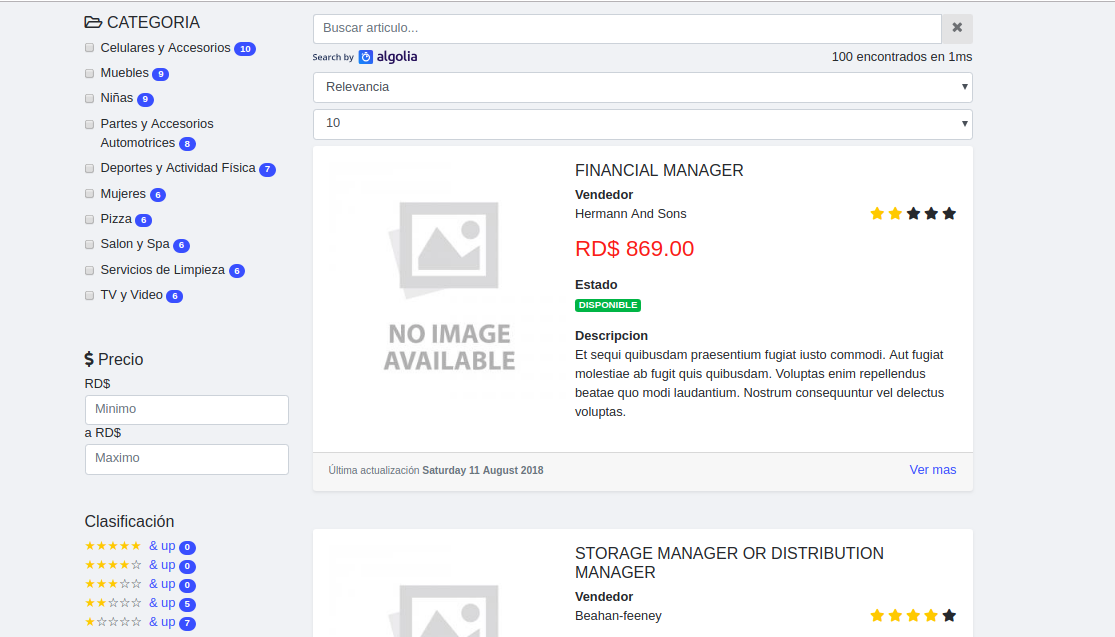 CATEGORIA
Celulares y Accesorios 10
Muebles 9
Niñas 9
Partes y Accesorios
Automotrices 8
Deportes y Actividad Física 7
Mujeres 6
Pizza 6
Salon y Spa 6
Servicios de Limpieza 6
TV y Video 6
$ Precio
RD$
Minimo
a RD$
Maximo
Clasificación
& up 0
& up 0
& up 0
& up 5
& up 7
Buscar articulo...
Search by algolia
100 encontrados en 1ms
Relevancia
10
NO IMAGE
AVAILABLE
FINANCIAL MANAGER
Vendedor
Hermann And Sons
RD$ 869.00
Estado
DISPONIBLE
Descripcion
Et sequi quibusdam praesentium fugiat iusto commodi. Aut fugiat
molestiae ab fugit quis quibusdam. Voluptas enim repellendus
beatae quo modi laudantium. Nostrum consequuntur vel delectus
voluptas.
Última actualización Saturday 11 August 2018
Ver mas
STORAGE MANAGER OR DISTRIBUTION
MANAGER
Vendedor
Beahan-feeney